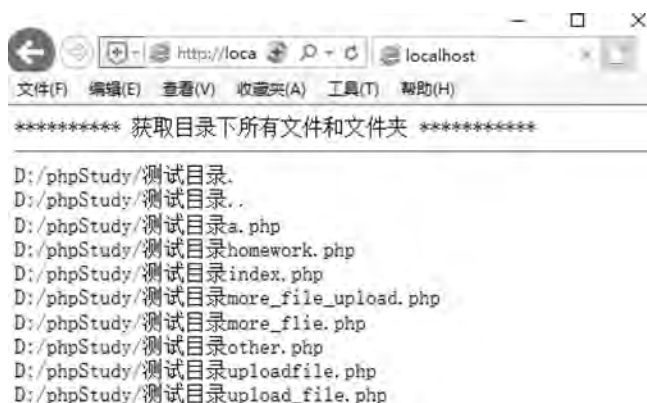 http://loca
localhost
文件(F) 编辑(E) 查看(V) 收藏夹(A) 工具(T) 帮助(H)
********** 获取目录下所有文件和文件夹 ***********
D:/phpStudy/测试目录.
D:/phpStudy/测试目录..
D:/phpStudy/测试目录a.php
D:/phpStudy/测试目录homework.php
D:/phpStudy/测试目录index.php
D:/phpStudy/测试目录more_file_upload.php
D:/phpStudy/测试目录more_flie.php
D:/phpStudy/测试目录other.php
D:/phpStudy/测试目录uploadfile.php
D:/phpStudy/测试目录upload_file.php